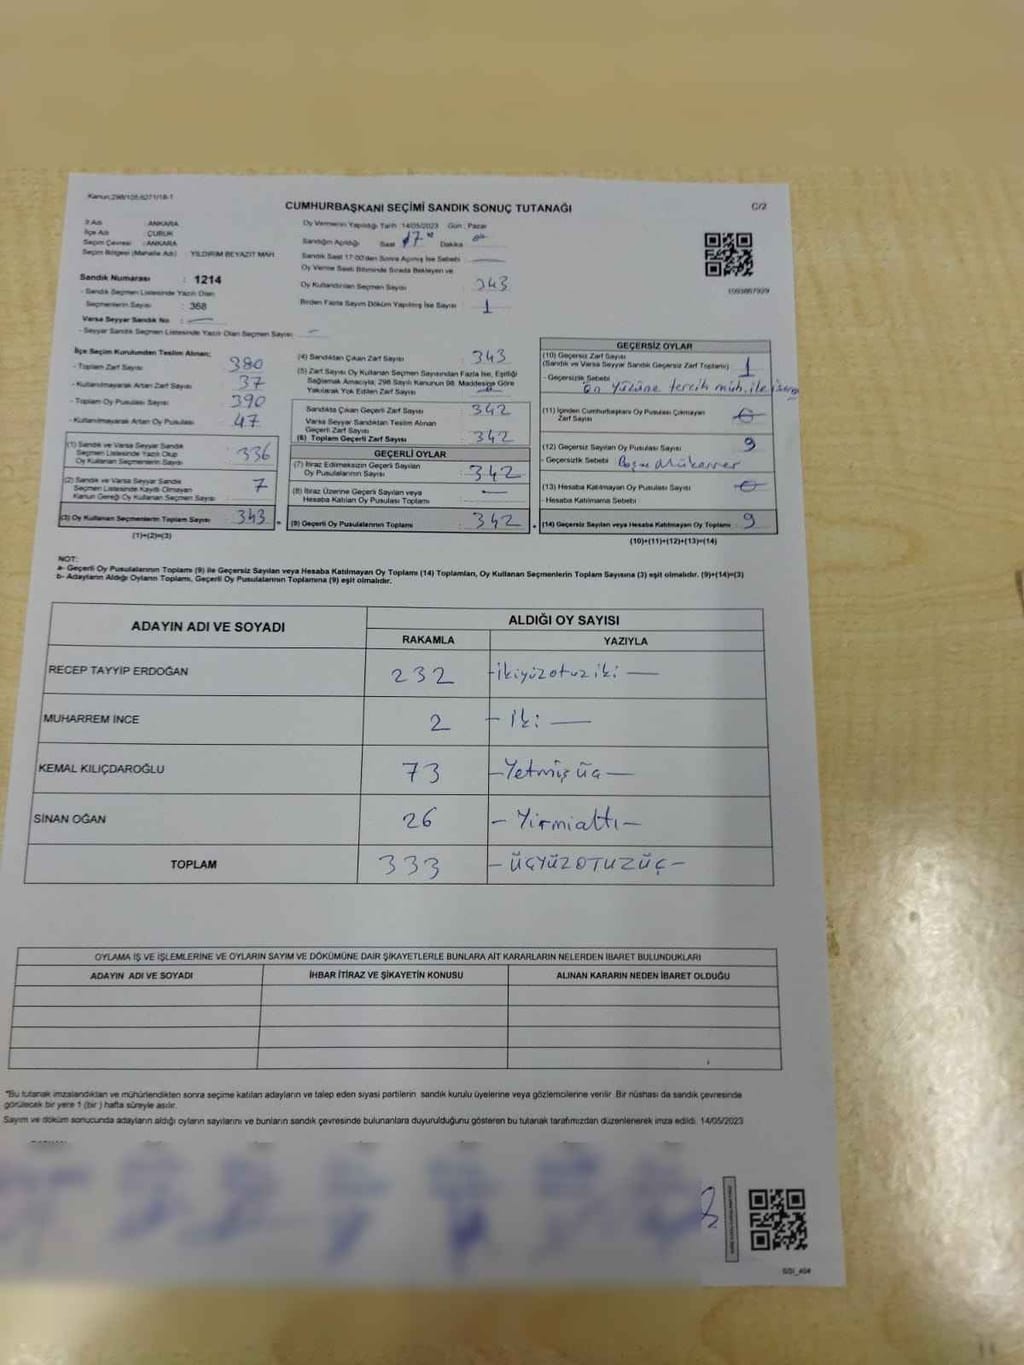 Kanun:298/105,6271/18-1
CUMHURBAŞKANI SEÇİMİ SANDIK SONUÇ TUTANAĞI
C/2
İl Adı : ANKARA
İlçe Adı : ÇUBUK
Seçim Çevresi : ANKARA
Seçim Bölgesi (Mahalle Adı) : YILDIRIM BEYAZIT MAH
Sandık Numarası : 1214
- Sandık Seçmen Listesinde Yazılı Olan
Seçmenlerin Sayısı : 368
Varsa Seyyar Sandık No :
- Seyyar Sandık Seçmen Listesinde Yazılı Olan Seçmen Sayısı :
Oy Vermenin Yapıldığı Tarih :14/05/2023 Gün : Pazar
Sandığın Açıldığı Saat 17 Dakika
Sandık Saat 17:00'den Sonra Açılmış İse Sebebi :
Oy Verme Saati Bitiminde Sırada Bekleyen ve
Oy Kullandırılan Seçmen Sayısı : 343
Birden Fazla Sayım Döküm Yapılmış İse Sayısı : 1
İlçe Seçim Kurulundan Teslim Alınan;
- Toplam Zarf Sayısı : 380
- Kullanılmayarak Artan Zarf Sayısı : 37
- Toplam Oy Pusulası Sayısı : 390
- Kullanılmayarak Artan Oy Pusulası : 47
(1) Sandık ve Varsa Seyyar Sandık
Seçmen Listesinde Yazılı Olup
Oy Kullanan Seçmenlerin Sayısı : 336
(2) Sandık ve Varsa Seyyar Sandık
Seçmen Listesinde Kayıtlı Olmayan
Kanun Gereği Oy Kullanan Seçmen Sayısı : 7
(3) Oy Kullanan Seçmenlerin Toplam Sayısı : 343
(1)+(2)=(3)
(4) Sandıktan Çıkan Zarf Sayısı : 343
(5) Zarf Sayısı Oy Kullanan Seçmen Sayısından Fazla İse, Eşitliği
Sağlamak Amacıyla; 298 Sayılı Kanunun 98. Maddesine Göre
Yakılarak Yok Edilen Zarf Sayısı :
Sandıkta Çıkan Geçerli Zarf Sayısı : 342
Varsa Seyyar Sandıktan Teslim Alınan
Geçerli Zarf Sayısı :
(6) Toplam Geçerli Zarf Sayısı : 342
GEÇERLİ OYLAR
(7) İtiraz Edilmeksizin Geçerli Sayılan
Oy Pusulalarının Sayısı : 342
(8) İtiraz Üzerine Geçerli Sayılan veya
Hesaba Katılan Oy Pusulası Toplamı : —
(9) Geçerli Oy Pusulalarının Toplamı : 342
GEÇERSİZ OYLAR
(10) Geçersiz Zarf Sayısı
(Sandık ve Varsa Seyyar Sandık Geçersiz Zarf Toplamı) : 1
- Geçersizlik Sebebi
ön yüzüne tercih müh. ile
(11) İçinden Cumhurbaşkanı Oy Pusulası Çıkmayan
Zarf Sayısı : 0
(12) Geçersiz Sayılan Oy Pusulası Sayısı : 9
- Geçersizlik Sebebi
(13) Hesaba Katılmayan Oy Pusulası Sayısı : 0
- Hesaba Katılmama Sebebi :
(14) Geçersiz Sayılan veya Hesaba Katılmayan Oy Toplamı : 9
(10)+(11)+(12)+(13)=(14)
NOT:
a- Geçerli Oy Pusulalarının Toplamı (9) ile Geçersiz Sayılan veya Hesaba Katılmayan Oy Toplamı (14) Toplamları, Oy Kullanan Seçmenlerin Toplam Sayısına (3) eşit olmalıdır. (9)+(14)=(3)
b- Adayların Aldığı Oyların Toplamı, Geçerli Oy Pusulalarının Toplamına (9) eşit olmalıdır.
ADAYIN ADI VE SOYADI
ALDIĞI OY SAYISI
RAKAMLA YAZIYLA
RECEP TAYYİP ERDOĞAN 232 -ikiyüzotuziki—
MUHARREM İNCE 2 - iki —
KEMAL KILIÇDAROĞLU 73 -Yetmişüç—
SİNAN OĞAN 26 - Yirmialtı-
TOPLAM 333 - ÜÇYÜZOTUZÜÇ-
OYLAMA İŞ VE İŞLEMLERİNE VE OYLARIN SAYIM VE DÖKÜMÜNE DAİR ŞİKAYETLERLE BUNLARA AİT KARARLARIN NELERDEN İBARET BULUNDUKLARI
ADAYIN ADI VE SOYADI İHBAR İTİRAZ VE ŞİKAYETİN KONUSU ALINAN KARARIN NEDEN İBARET OLDUĞU
*Bu tutanak imzalandıktan ve mühürlendikten sonra seçime katılan adayların ve talep eden siyasi partilerin sandık kurulu üyelerine veya gözlemcilerine verilir. Bir nüshası da sandık çevresinde
görülecek bir yere 1 (bir ) hafta süreyle asılır.
Sayım ve döküm sonucunda adayların aldığı oyların sayılarını ve bunların sandık çevresinde bulunanlara duyurulduğunu gösteren bu tutanak tarafımızdan düzenlenerek imza edildi. 14/05/2023